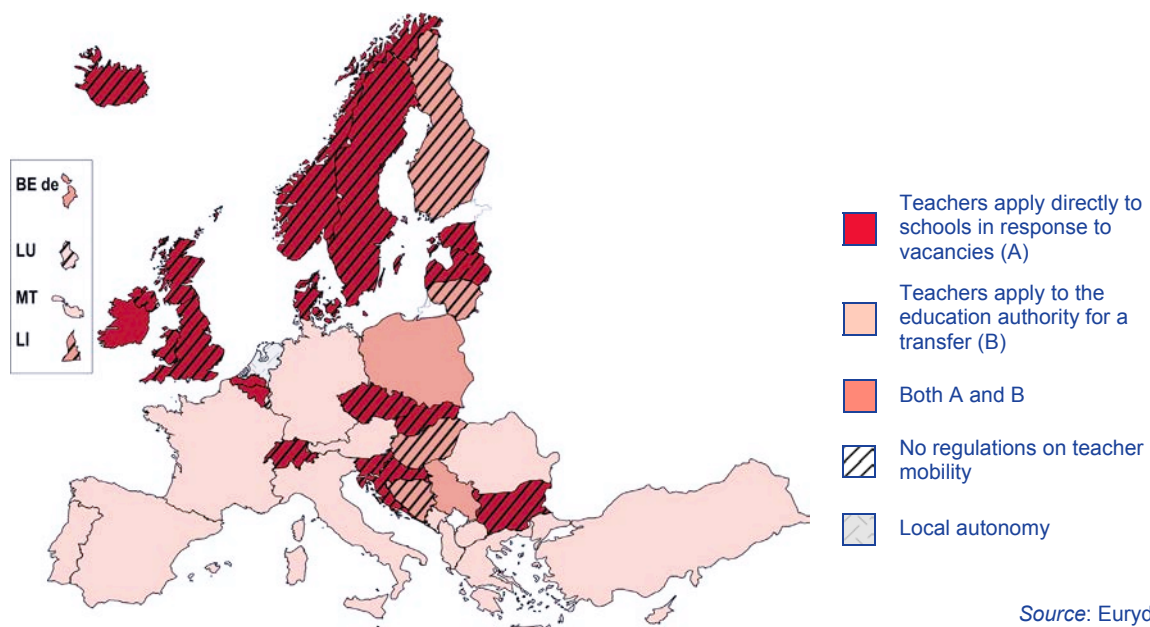 BE de
LU
MT
LI
Teachers apply directly to
schools in response to
vacancies (A)
Teachers apply to the
education authority for a
transfer (B)
Both A and B
No regulations on teacher
mobility
Local autonomy
Source: Euryd